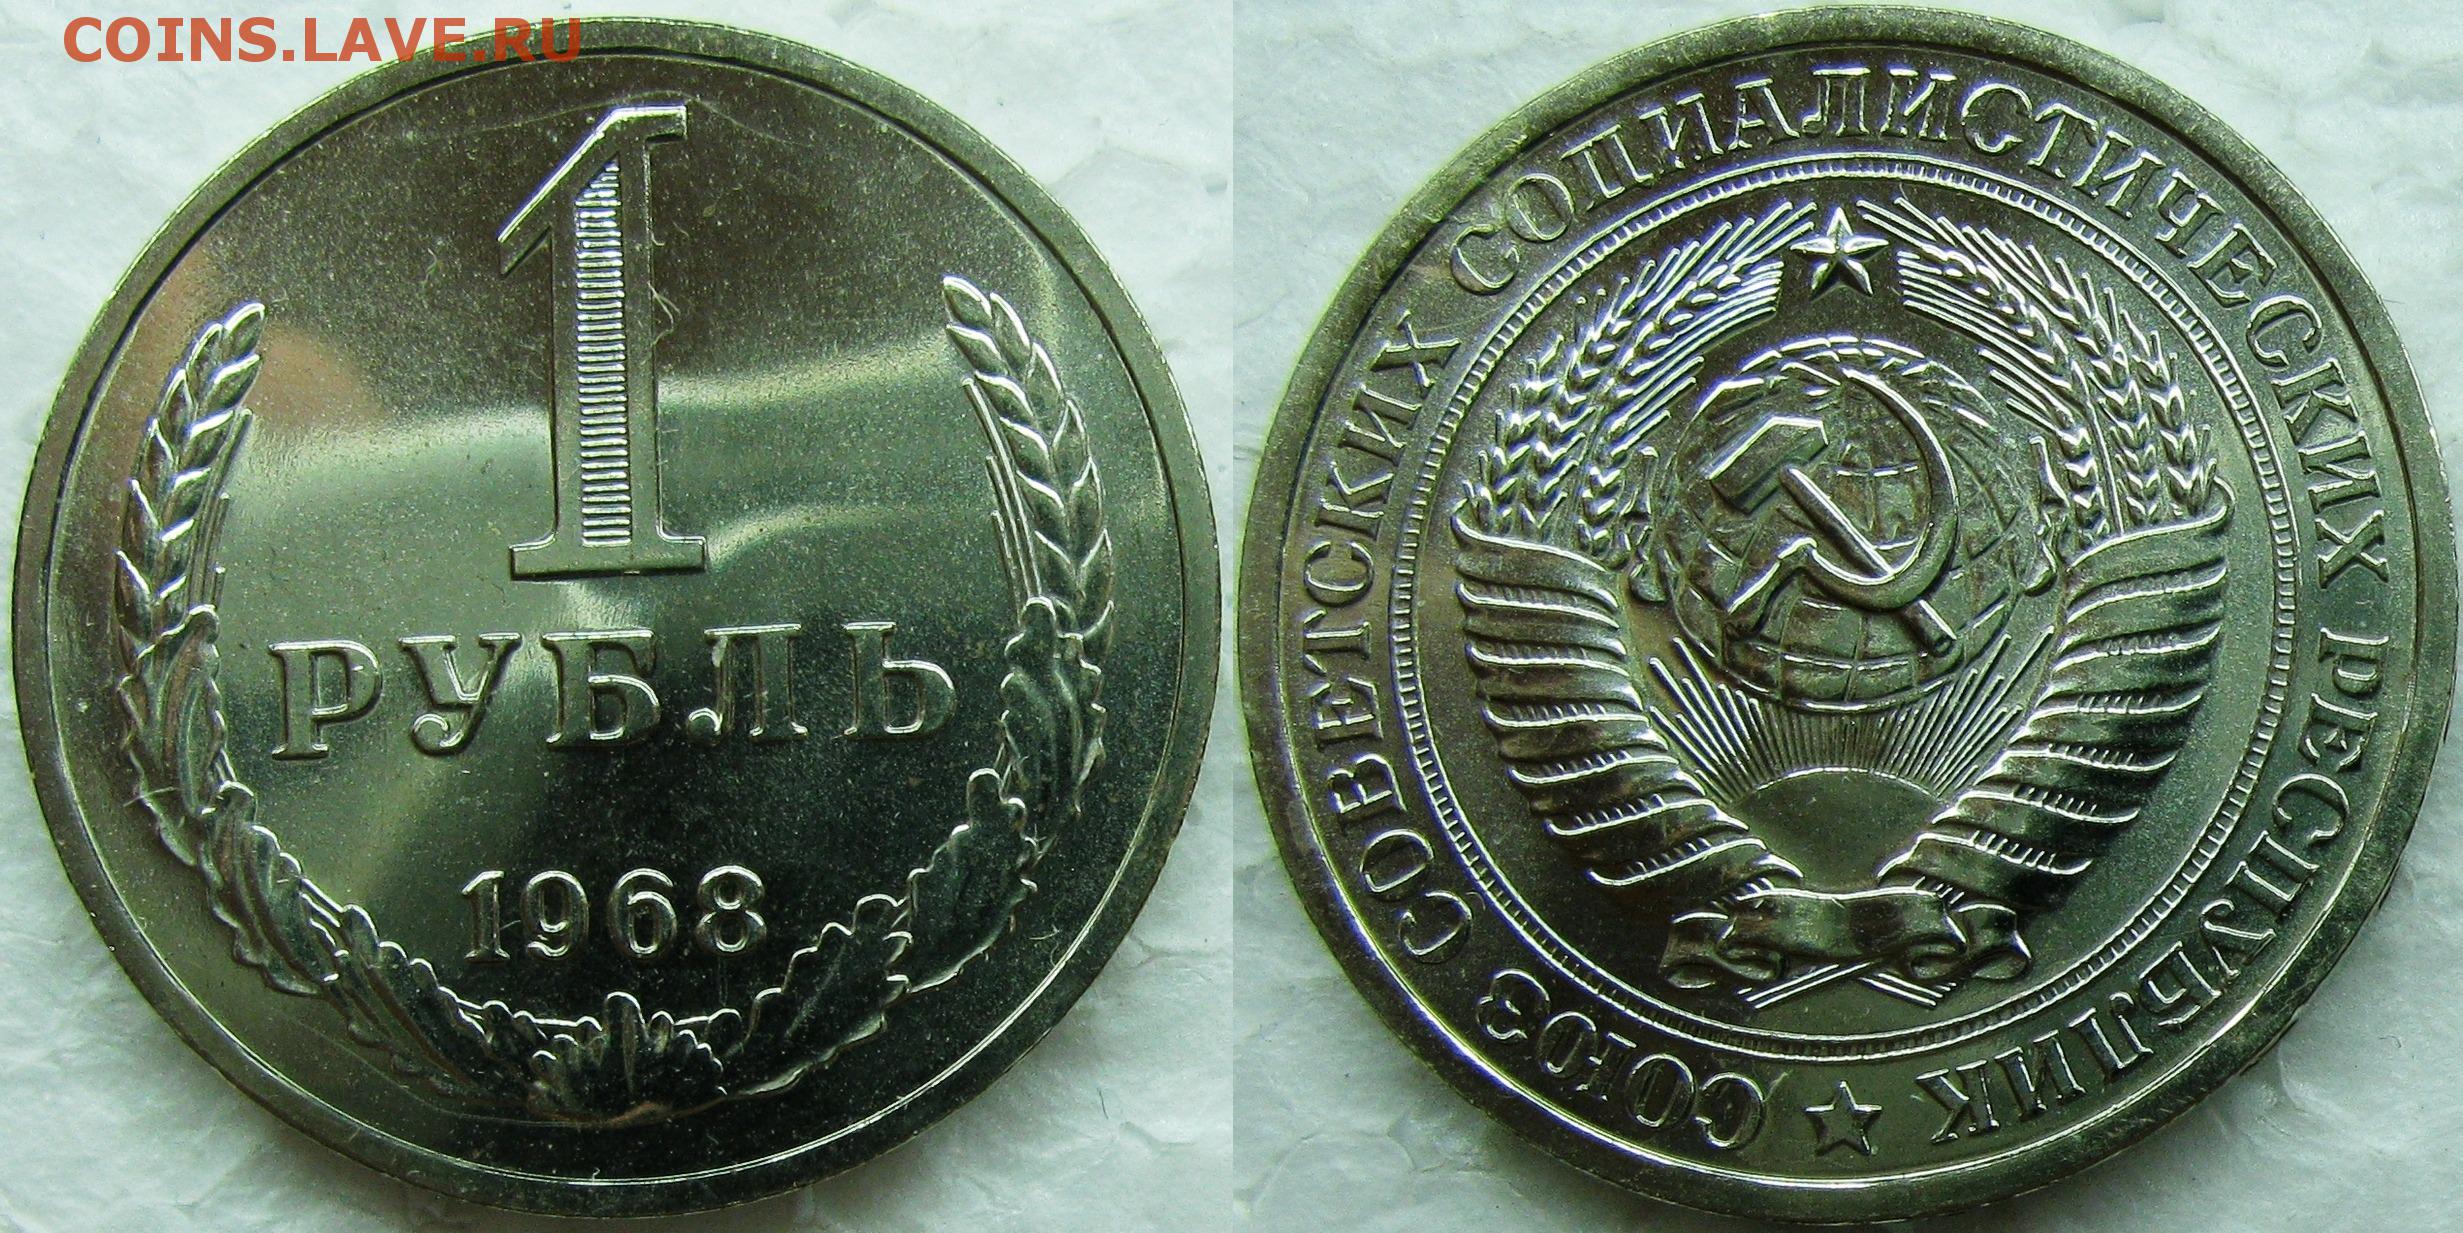 COINS.LAVE.RU
1
РУБЛЬ
1968
СОЮЗ СОВЕТСКИХ СОЦИАЛИСТИЧЕСКИХ РЕСПУБЛИК